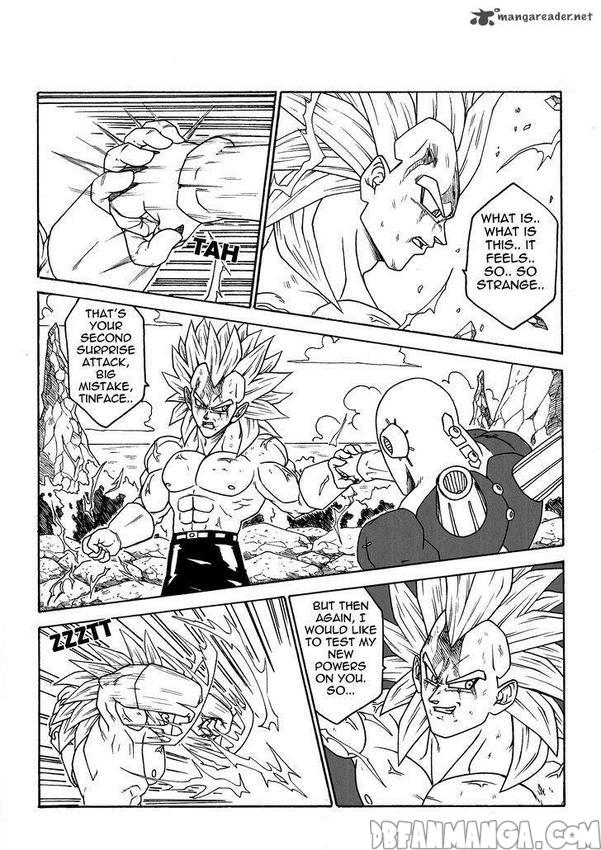 mangareader.net
TAH
WHAT IS..
WHAT IS
THIS.. IT
FEELS..
SO.. SO
STRANGE..
THAT'S
YOUR
SECOND
SURPRISE
ATTACK,
BIG
MISTAKE,
TINFACE..
ZZZTT
BUT THEN
AGAIN, I
WOULD LIKE
TO TEST MY
NEW
POWERS
ON YOU.
SO...
DBFANMANGA.COM